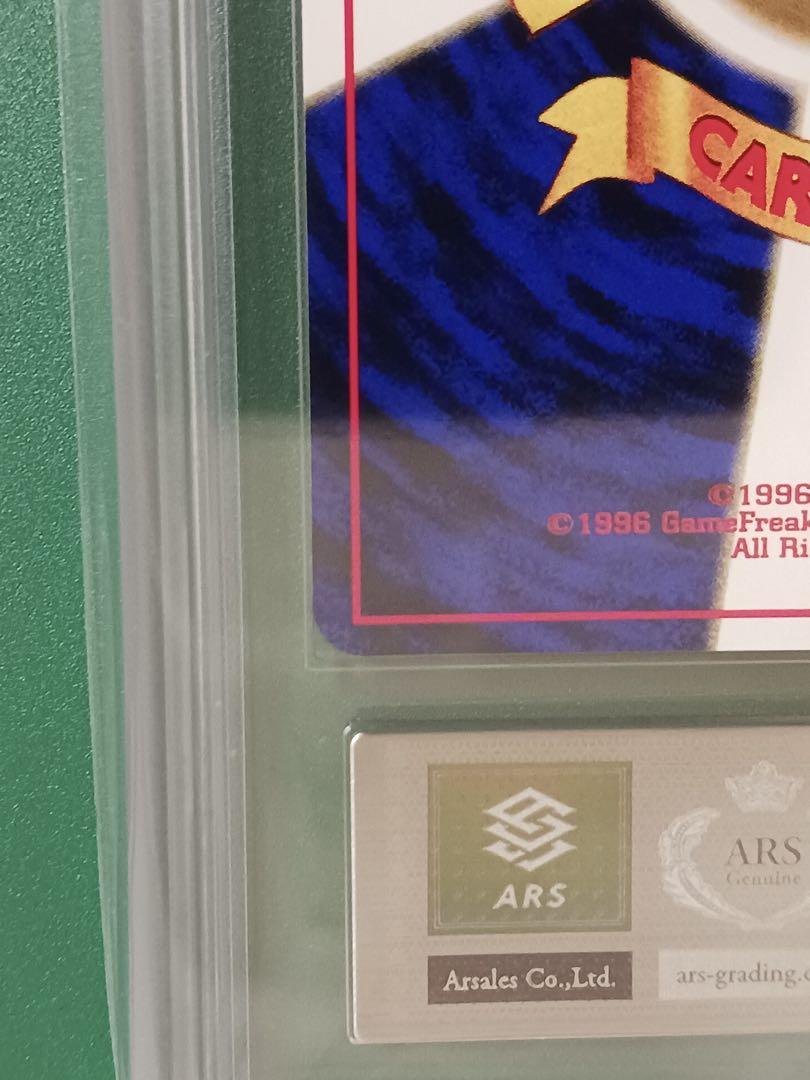 CAR
©1996
©1996 GameFreak
All Ri
ARS
ARS
Genuine
Arsales Co.,Ltd.
ars-grading.c